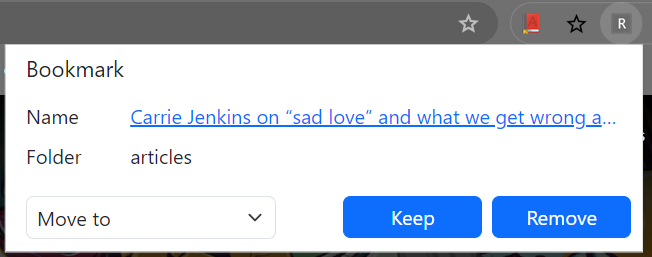 R
Bookmark
Name Carrie Jenkins on “sad love” and what we get wrong a...
Folder articles
Move to Keep Remove